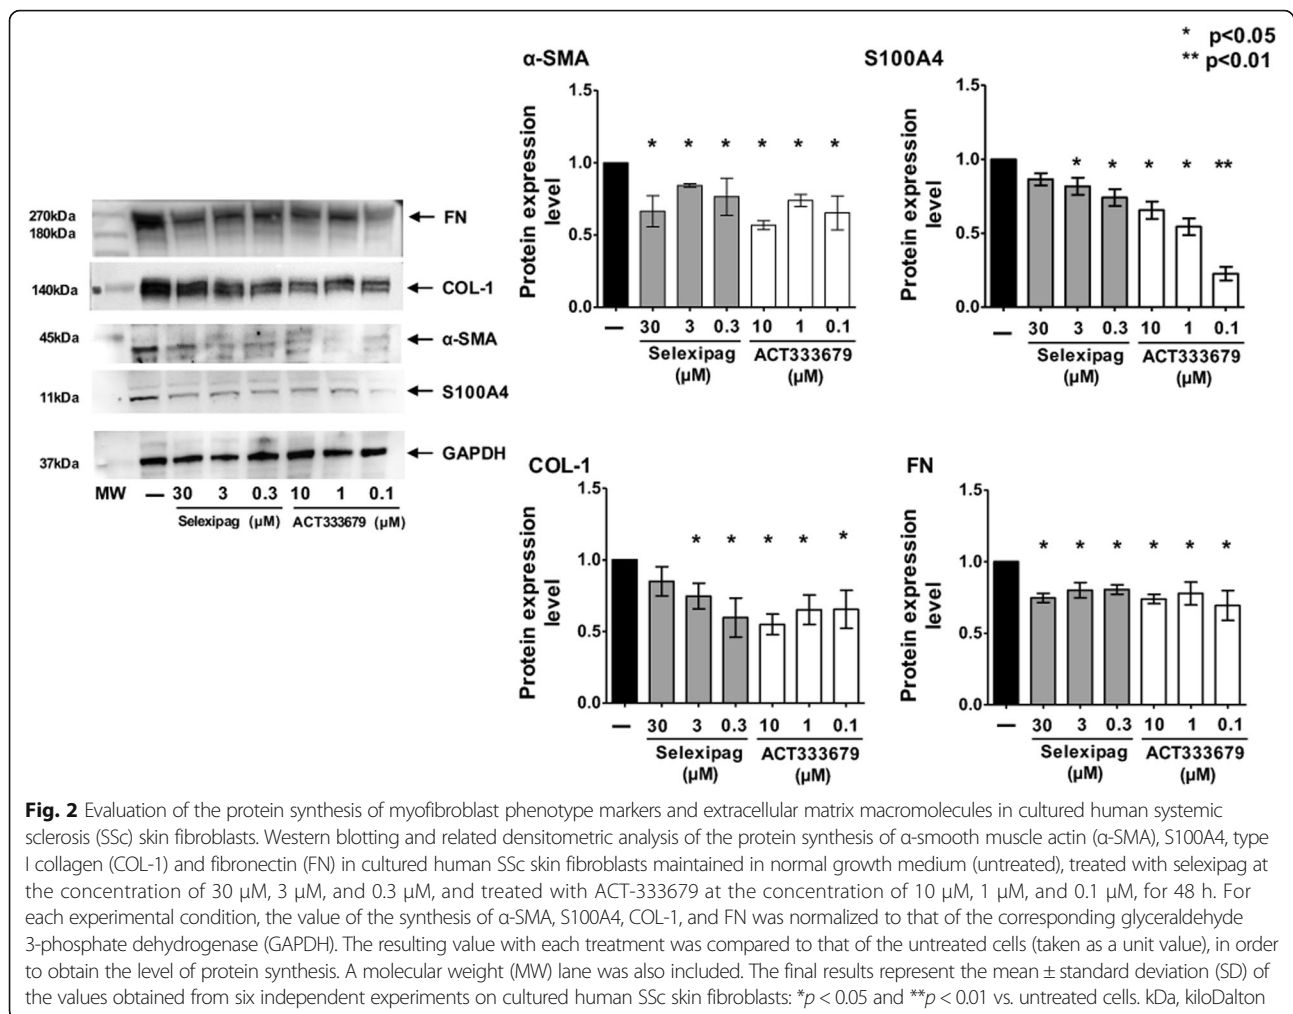 * p<0.05
** p<0.01
270kDa
180kDa
FN
140kDa
COL-1
45kDa
α-SMA
11kDa
S100A4
37kDa
GAPDH
MW — 30 3 0.3 10 1 0.1
Selexipag (µM) ACT333679 (µM)
α-SMA
Protein expression
level
1.5
1.0
0.5
0.0
* * * * * *
— 30 3 0.3 10 1 0.1
Selexipag ACT333679
(µM) (µM)
S100A4
Protein expression
level
1.5
1.0
0.5
0.0
* * * * **
— 30 3 0.3 10 1 0.1
Selexipag ACT333679
(µM) (µM)
COL-1
Protein expression
level
1.5
1.0
0.5
0.0
* * * * *
— 30 3 0.3 10 1 0.1
Selexipag ACT333679
(µM) (µM)
FN
Protein expression
level
1.5
1.0
0.5
0.0
* * * * * *
— 30 3 0.3 10 1 0.1
Selexipag ACT333679
(µM) (µM)
Fig. 2 Evaluation of the protein synthesis of myofibroblast phenotype markers and extracellular matrix macromolecules in cultured human systemic
sclerosis (SSc) skin fibroblasts. Western blotting and related densitometric analysis of the protein synthesis of α-smooth muscle actin (α-SMA), S100A4, type
I collagen (COL-1) and fibronectin (FN) in cultured human SSc skin fibroblasts maintained in normal growth medium (untreated), treated with selexipag at
the concentration of 30 μM, 3 μM, and 0.3 μM, and treated with ACT-333679 at the concentration of 10 μM, 1 μM, and 0.1 μM, for 48 h. For
each experimental condition, the value of the synthesis of α-SMA, S100A4, COL-1, and FN was normalized to that of the corresponding glyceraldehyde
3-phosphate dehydrogenase (GAPDH). The resulting value with each treatment was compared to that of the untreated cells (taken as a unit value), in order
to obtain the level of protein synthesis. A molecular weight (MW) lane was also included. The final results represent the mean ± standard deviation (SD) of
the values obtained from six independent experiments on cultured human SSc skin fibroblasts: *p < 0.05 and **p < 0.01 vs. untreated cells. kDa, kiloDalton